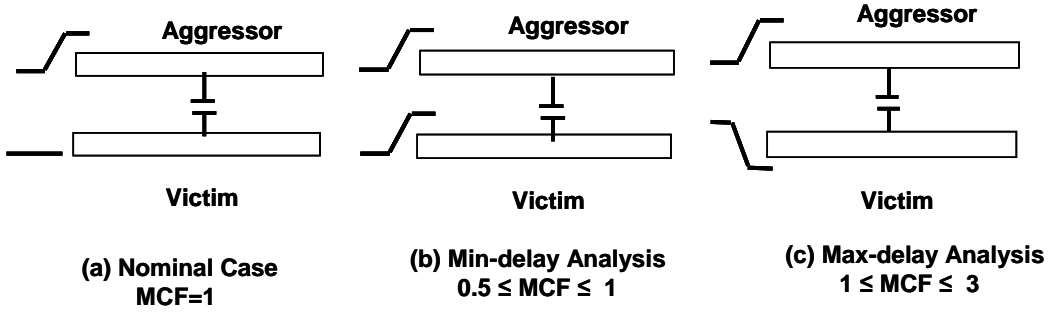 Aggressor
Victim
(a) Nominal Case
MCF=1
Aggressor
Victim
(b) Min-delay Analysis
0.5 ≤ MCF ≤ 1
Aggressor
Victim
(c) Max-delay Analysis
1 ≤ MCF ≤ 3